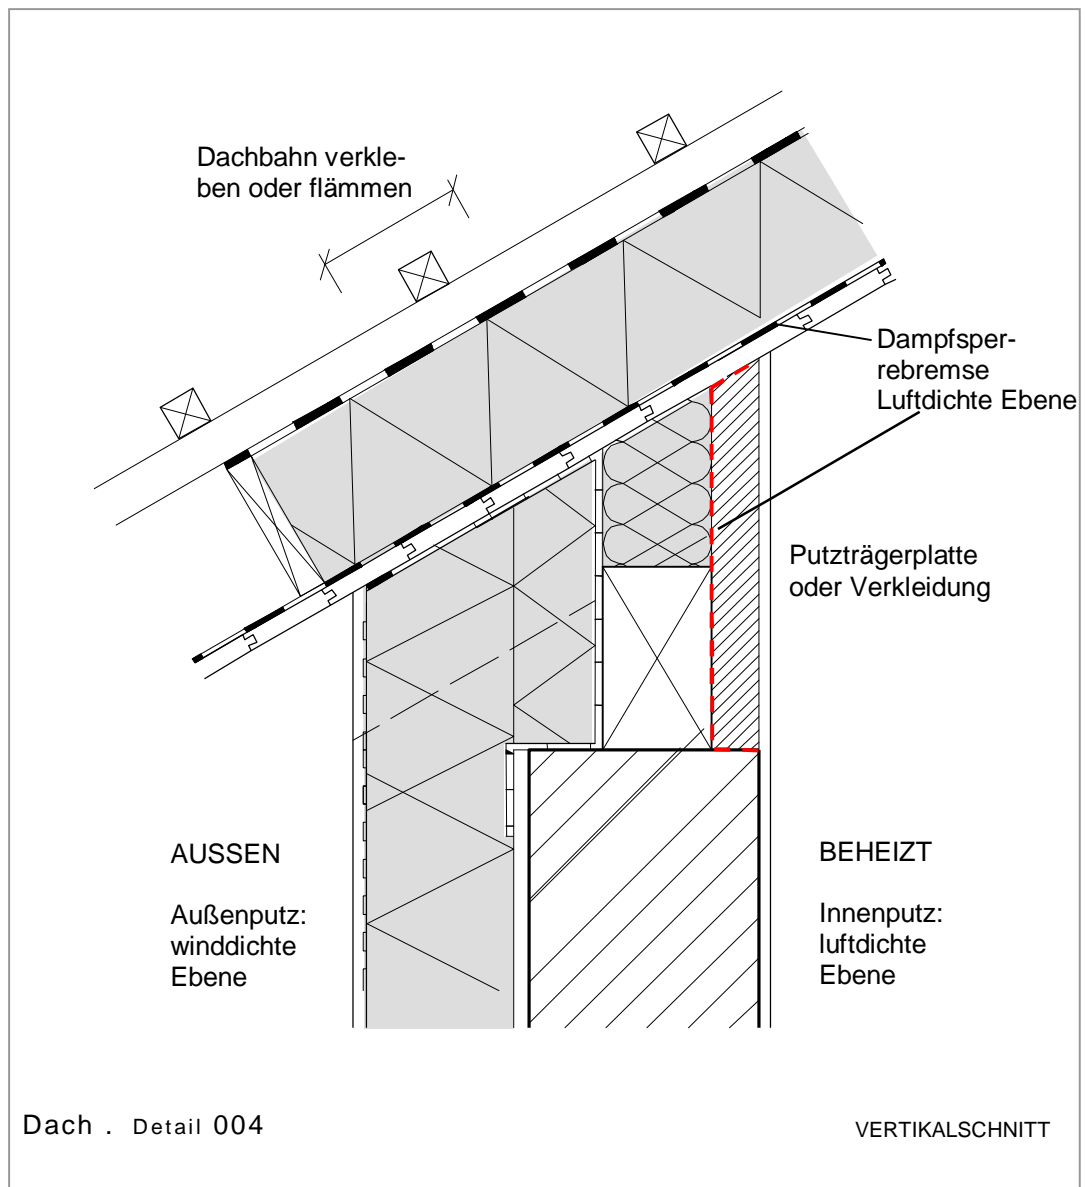 Dachbahn verkle-
ben oder flämmen
Dampfsper-
rebremse
Luftdichte Ebene
Putzträgerplatte
oder Verkleidung
AUSSEN
Außenputz:
winddichte
Ebene
BEHEIZT
Innenputz:
luftdichte
Ebene
Dach . Detail 004
VERTIKALSCHNITT